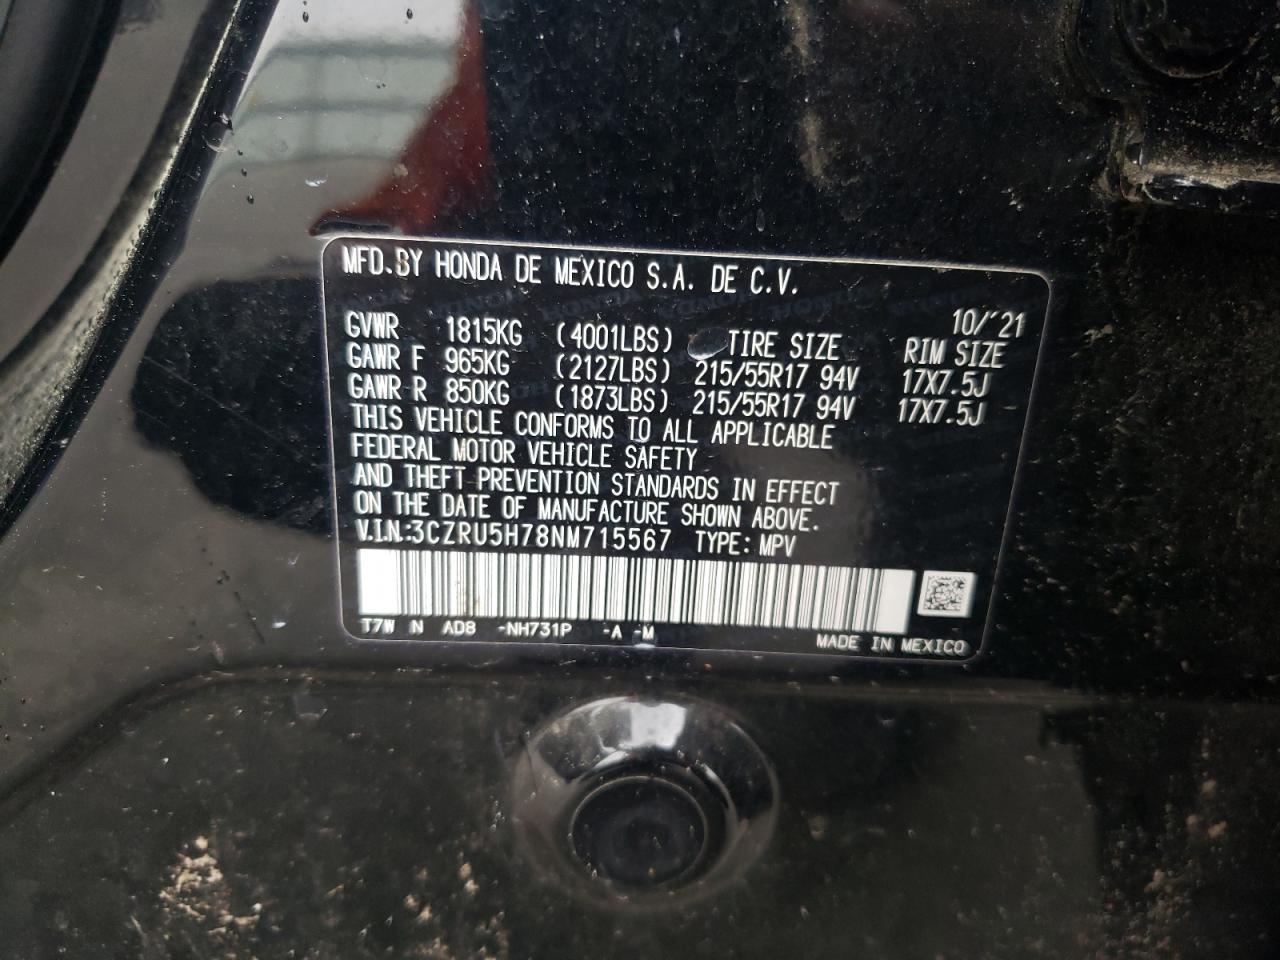 MFD.BY HONDA DE MEXICO S.A. DE C.V.
10/'21
GVWR 1815KG (4001LBS) TIRE SIZE RIM SIZE
GAWR F 965KG (2127LBS) 215/55R17 94V 17X7.5J
GAWR R 850KG (1873LBS) 215/55R17 94V 17X7.5J
THIS VEHICLE CONFORMS TO ALL APPLICABLE
FEDERAL MOTOR VEHICLE SAFETY
AND THEFT PREVENTION STANDARDS IN EFFECT
ON THE DATE OF MANUFACTURE SHOWN ABOVE.
V.I.N.:3CZRU5H78NM715567 TYPE: MPV
T7W N AD8 -NH731P -A -M
MADE IN MEXICO